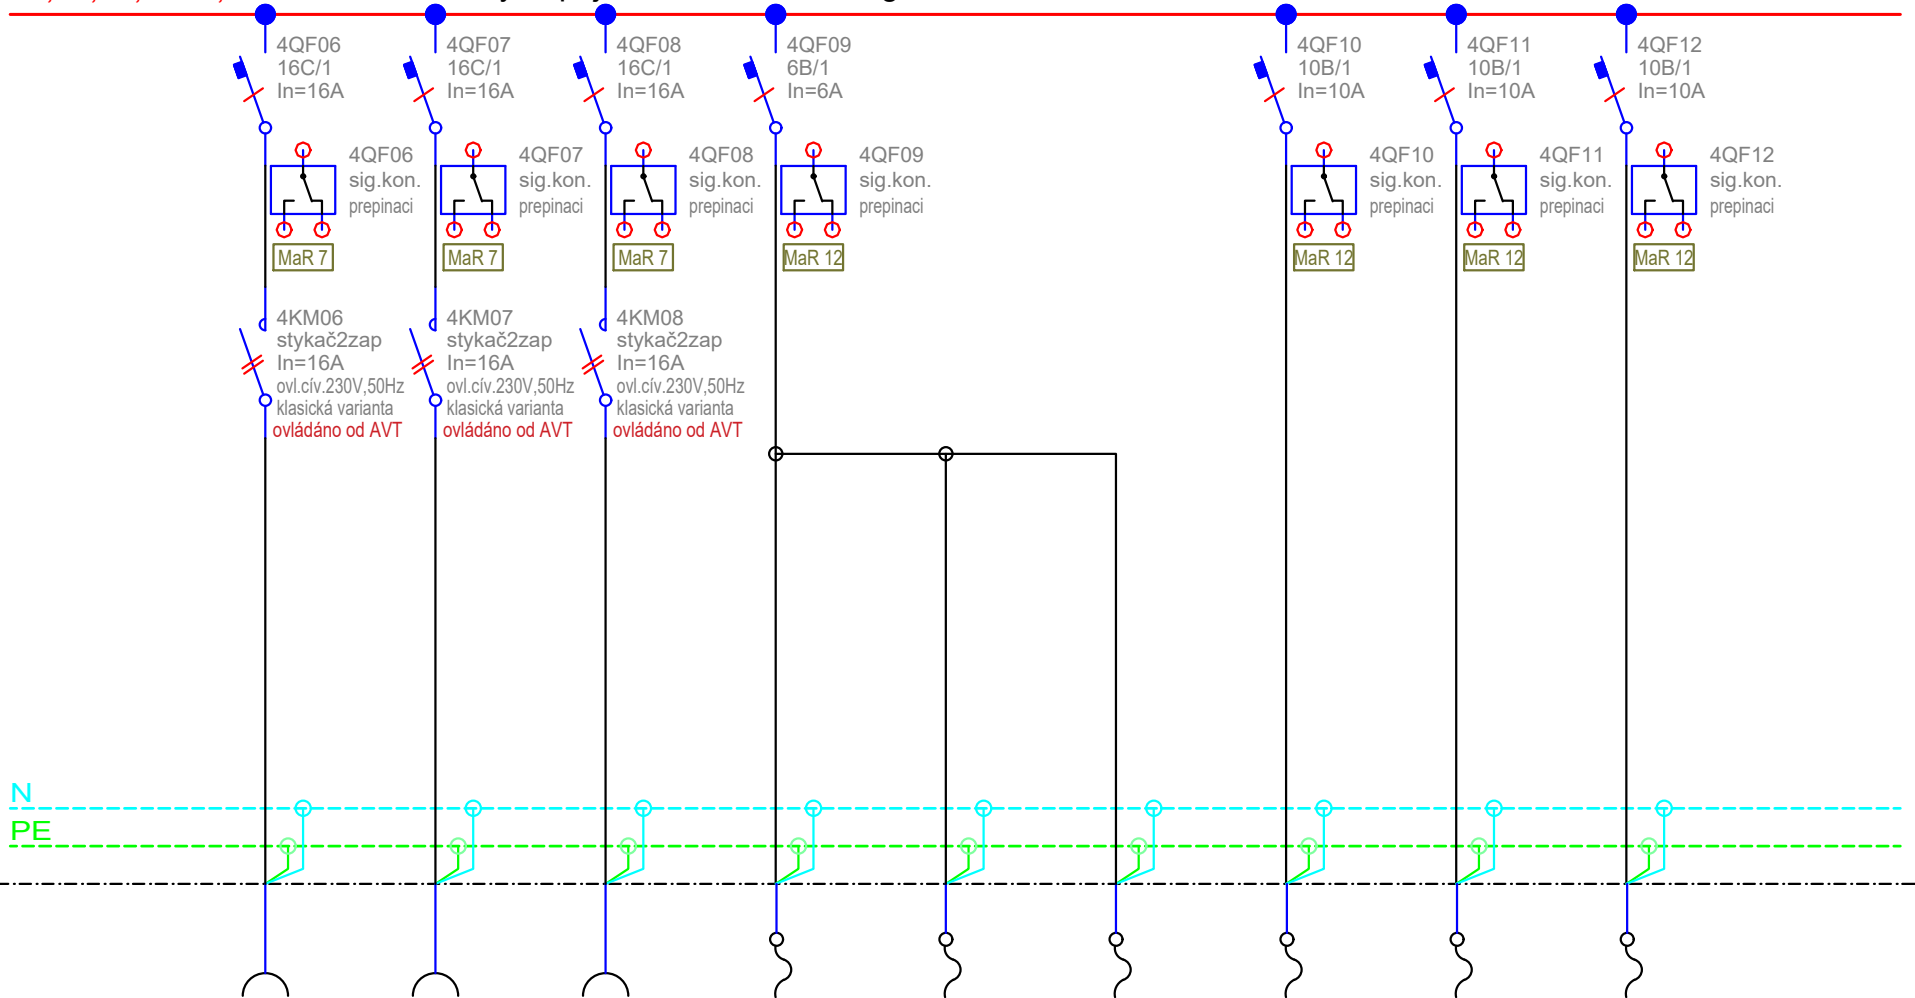 4QF06
16C/1
In=16A
4QF07
16C/1
In=16A
4QF08
16C/1
In=16A
4QF09
6B/1
In=6A
4QF10
10B/1
In=10A
4QF11
10B/1
In=10A
4QF12
10B/1
In=10A
4QF06
sig.kon.
prepinaci
MaR 7
4QF07
sig.kon.
prepinaci
MaR 7
4QF08
sig.kon.
prepinaci
MaR 7
4QF09
sig.kon.
prepinaci
MaR 12
4QF10
sig.kon.
prepinaci
MaR 12
4QF11
sig.kon.
prepinaci
MaR 12
4QF12
sig.kon.
prepinaci
MaR 12
4KM06
stykač2zap
In=16A
ovl.cív.230V,50Hz
klasická varianta
ovládáno od AVT
4KM07
stykač2zap
In=16A
ovl.cív.230V,50Hz
klasická varianta
ovládáno od AVT
4KM08
stykač2zap
In=16A
ovl.cív.230V,50Hz
klasická varianta
ovládáno od AVT
N
PE